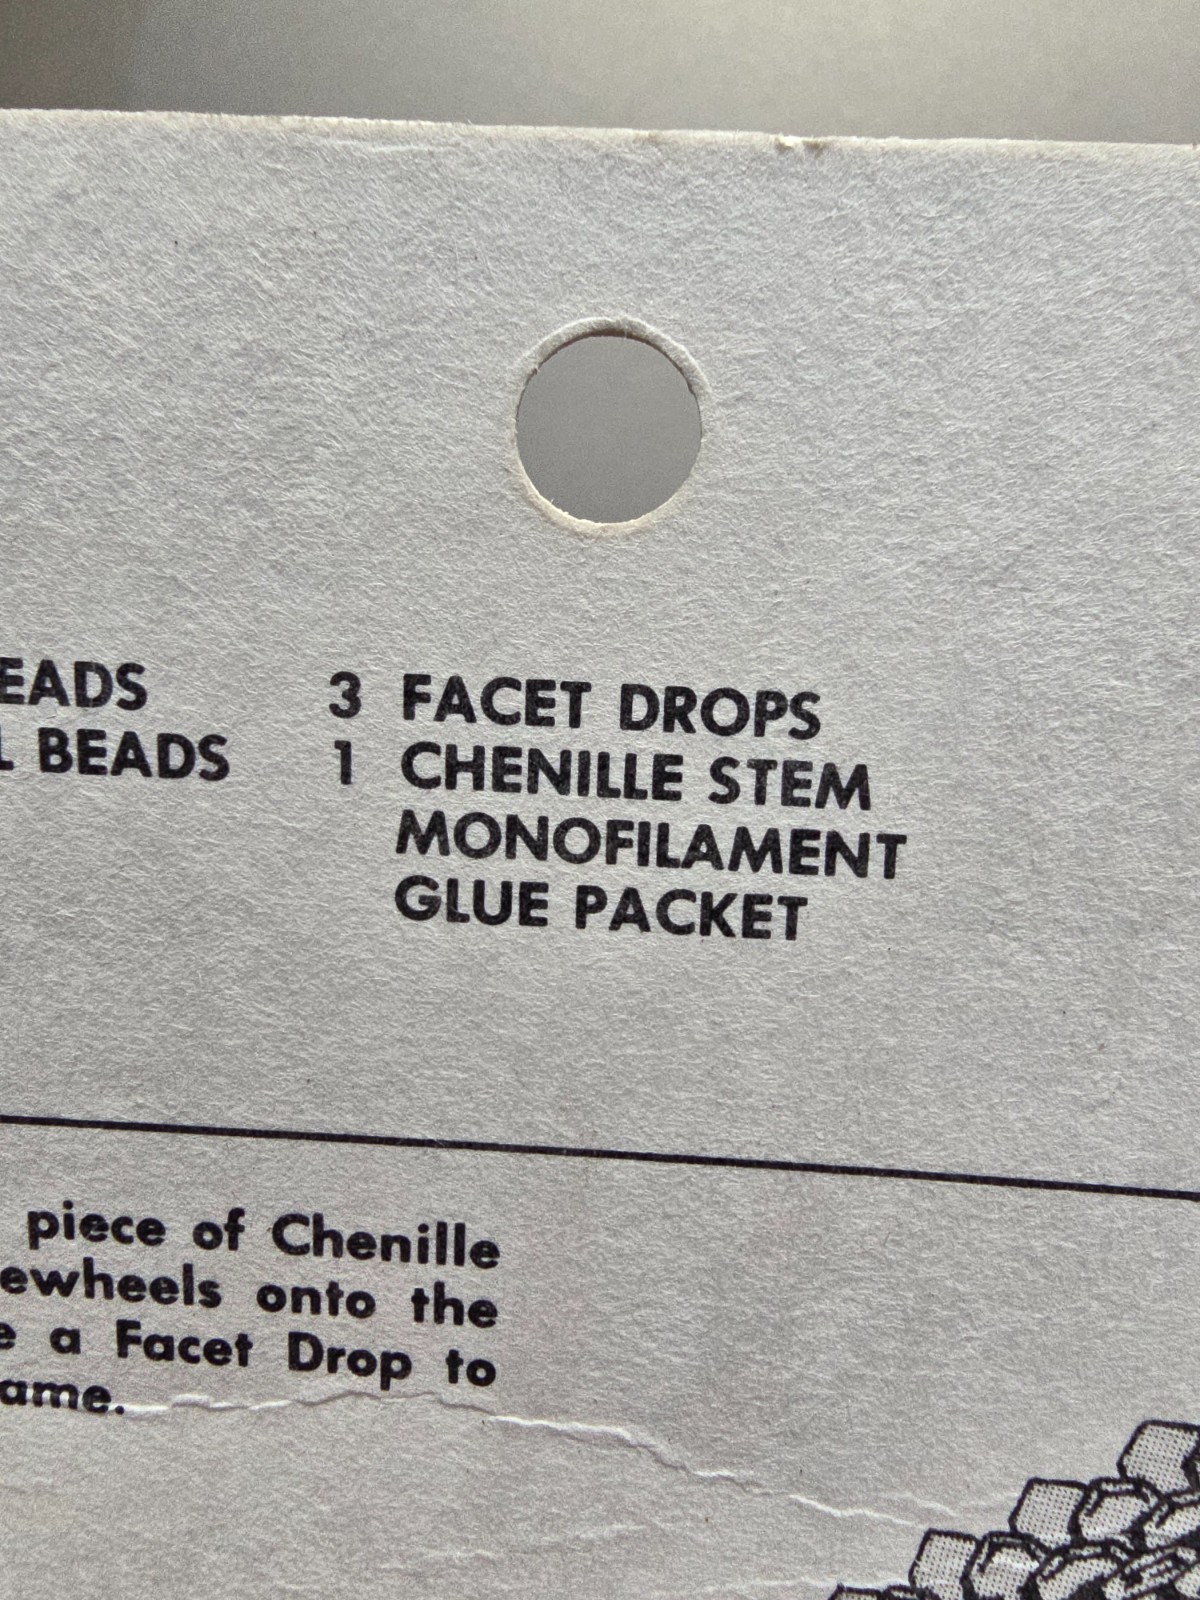 EADS
L BEADS
3 FACET DROPS
1 CHENILLE STEM
MONOFILAMENT
GLUE PACKET
piece of Chenille
ewheels onto the
e a Facet Drop to
ame.